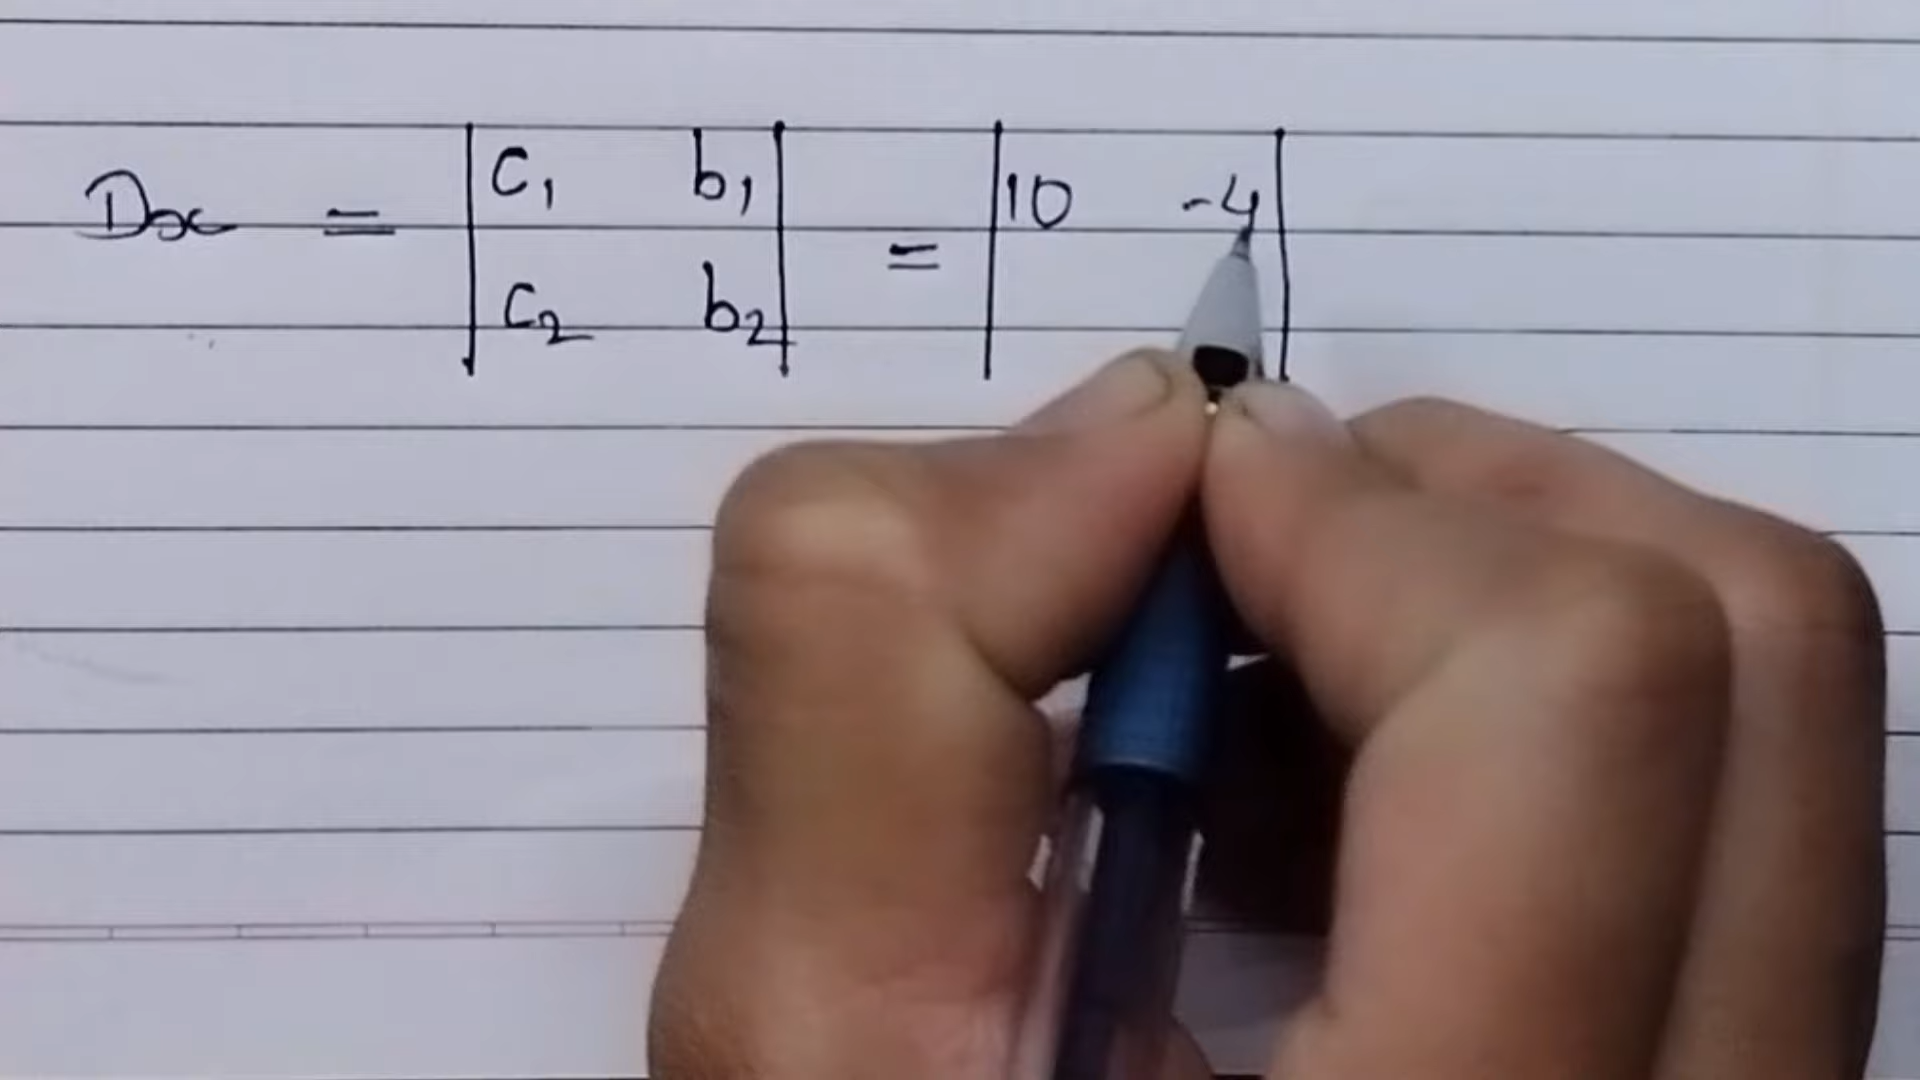 Dx = | c₁ b₁ | = | 10 -4 |
| c₂ b₂ |